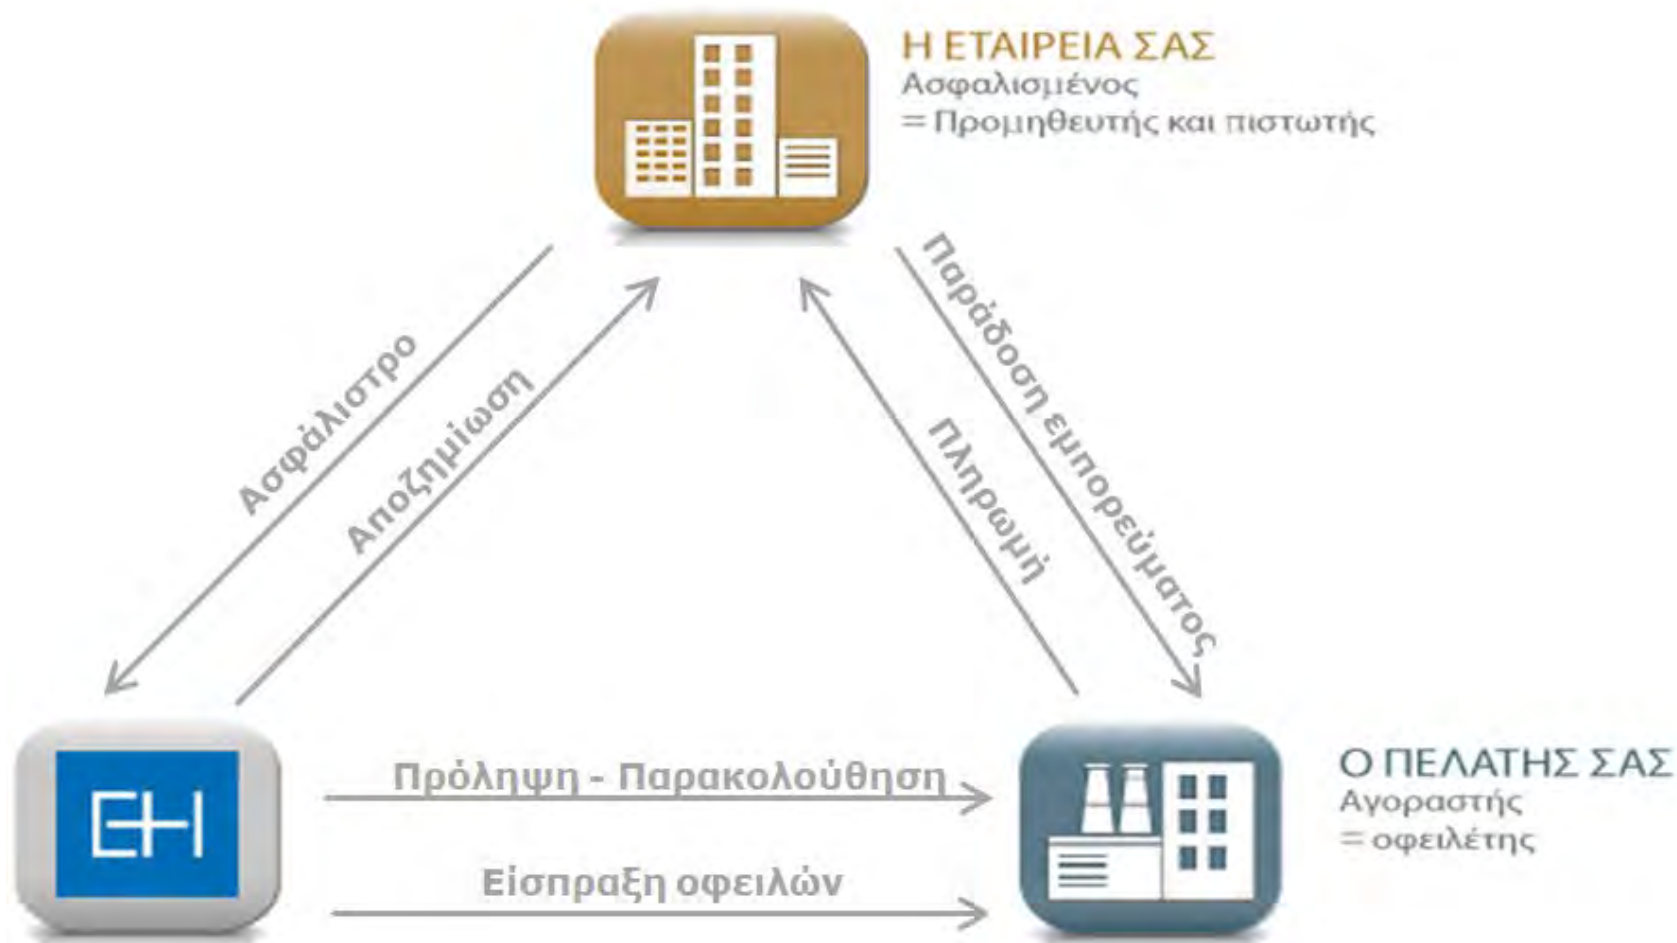 Η ΕΤΑΙΡΕΙΑ ΣΑΣ
Ασφαλισμένος
= Προμηθευτής και πιστωτής
Ασφάλιστρο
Αποζημίωση
Πληρωμή
Παράδοση εμπορεύματος
Πρόληψη - Παρακολούθηση
Είσπραξη οφειλών
EH
Ο ΠΕΛΑΤΗΣ ΣΑΣ
Αγοραστής
= οφειλέτης